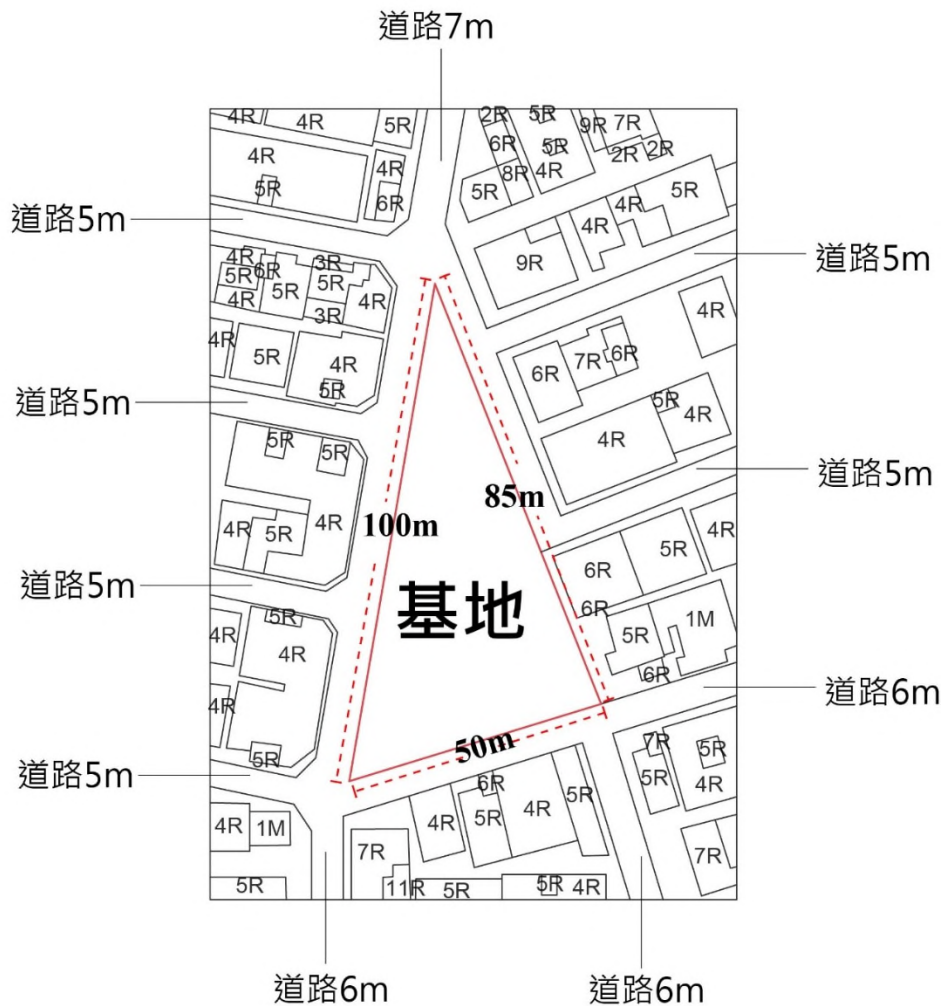 道路7m
4R 4R 5R 2R 5R 9R 7R
4R 4R 6R 5R 2R 2R
5R 6R 5R 8R 4R 4R 5R
道路5m
4R
9R
道路5m
4R 6R 3R
5R 5R 5R 4R
4R 3R 4R
4R 5R 4R 6R 7R 6R
5R
道路5m
5R 4R
5R 5R 4R
道路5m
85m
4R 5R 4R 100m 5R 4R
6R
道路5m
基地
5R 6R
4R 4R 5R 1M
6R
道路6m
4R
50m
7R 5R
道路5m
5R 6R 5R 4R
4R 1M 4R 5R 4R 5R
7R 7R
5R 11R 5R 5R 4R
道路6m
道路6m